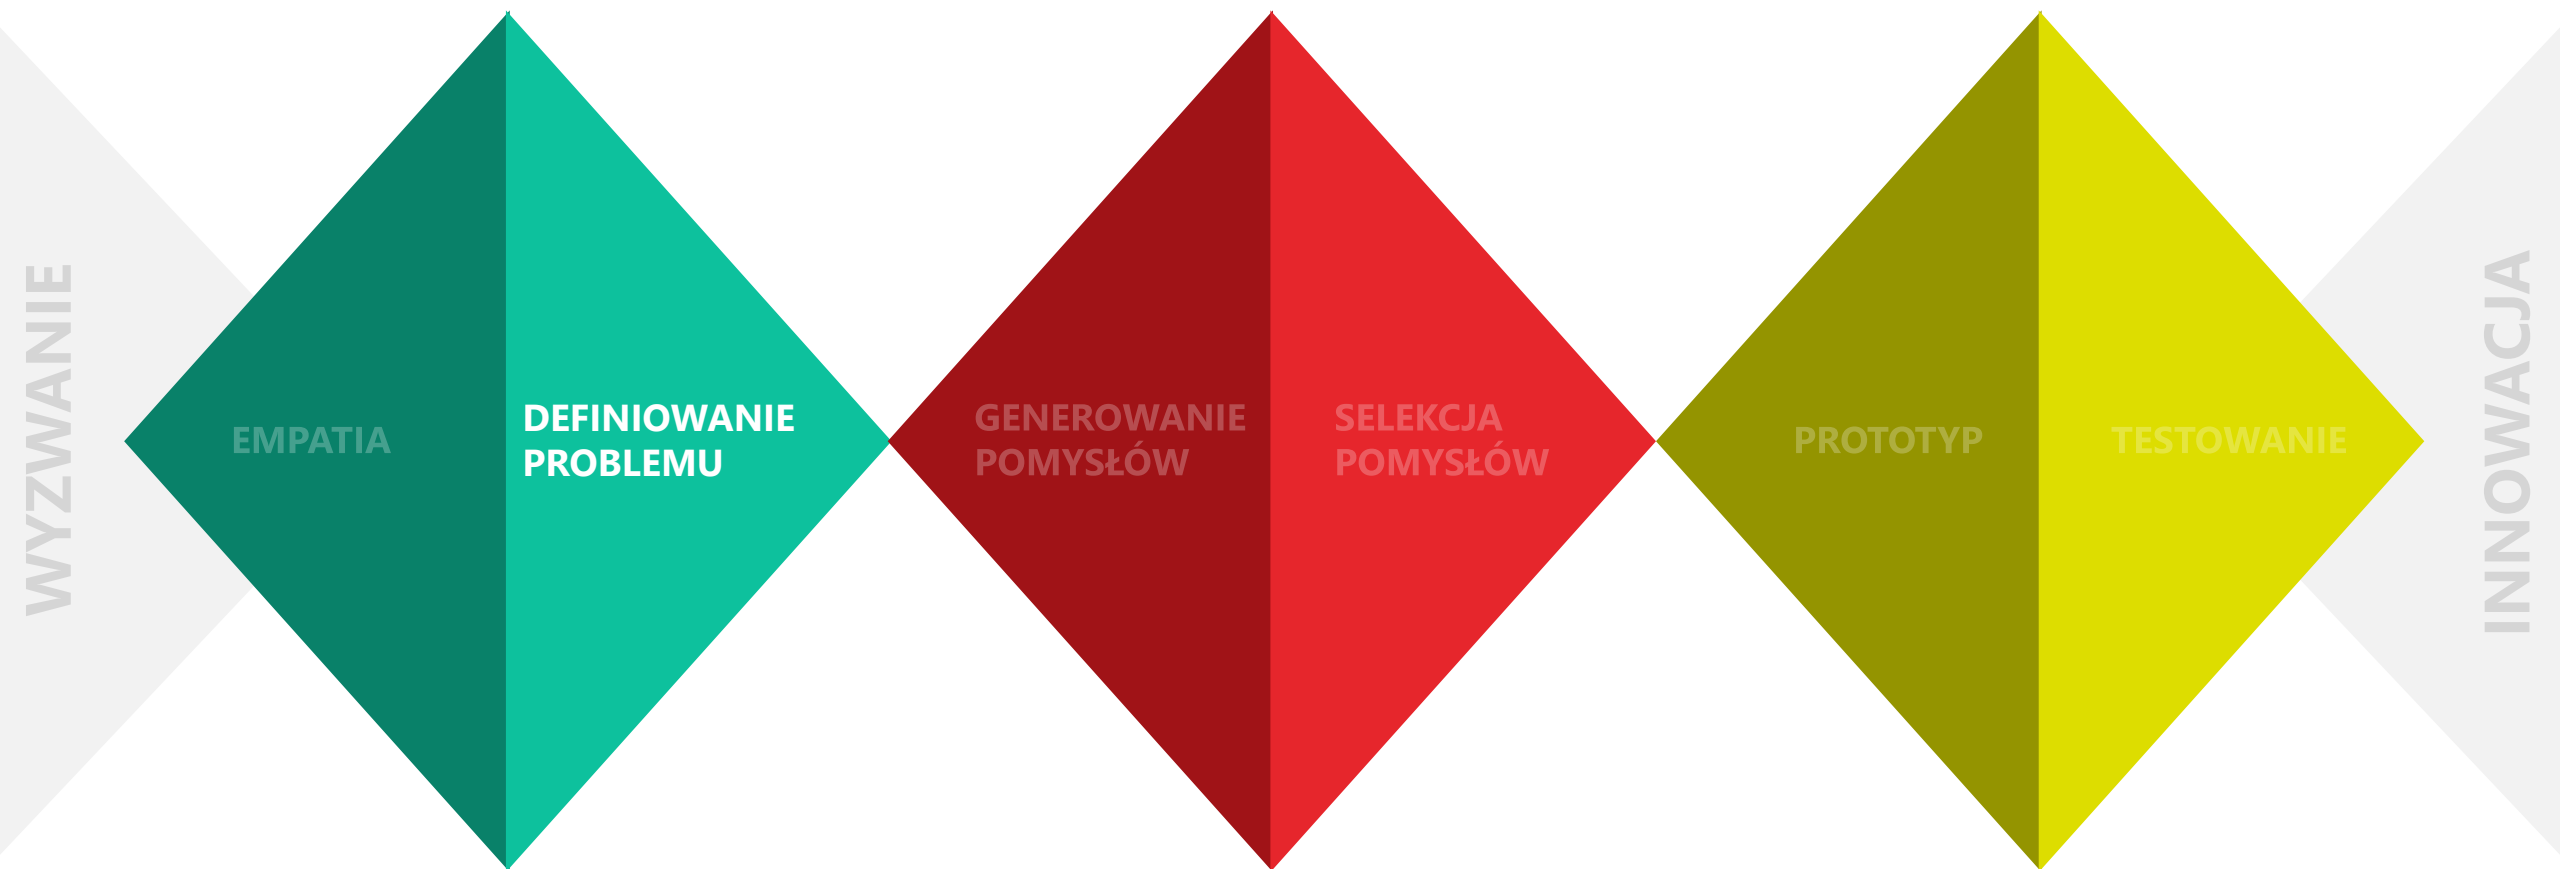 WYZWANIE
EMPATIA
DEFINIOWANIE
PROBLEMU
GENEROWANIE
POMYSŁÓW
SELEKCJA
POMYSŁÓW
PROTOTYP
TESTOWANIE
INNOWACJA